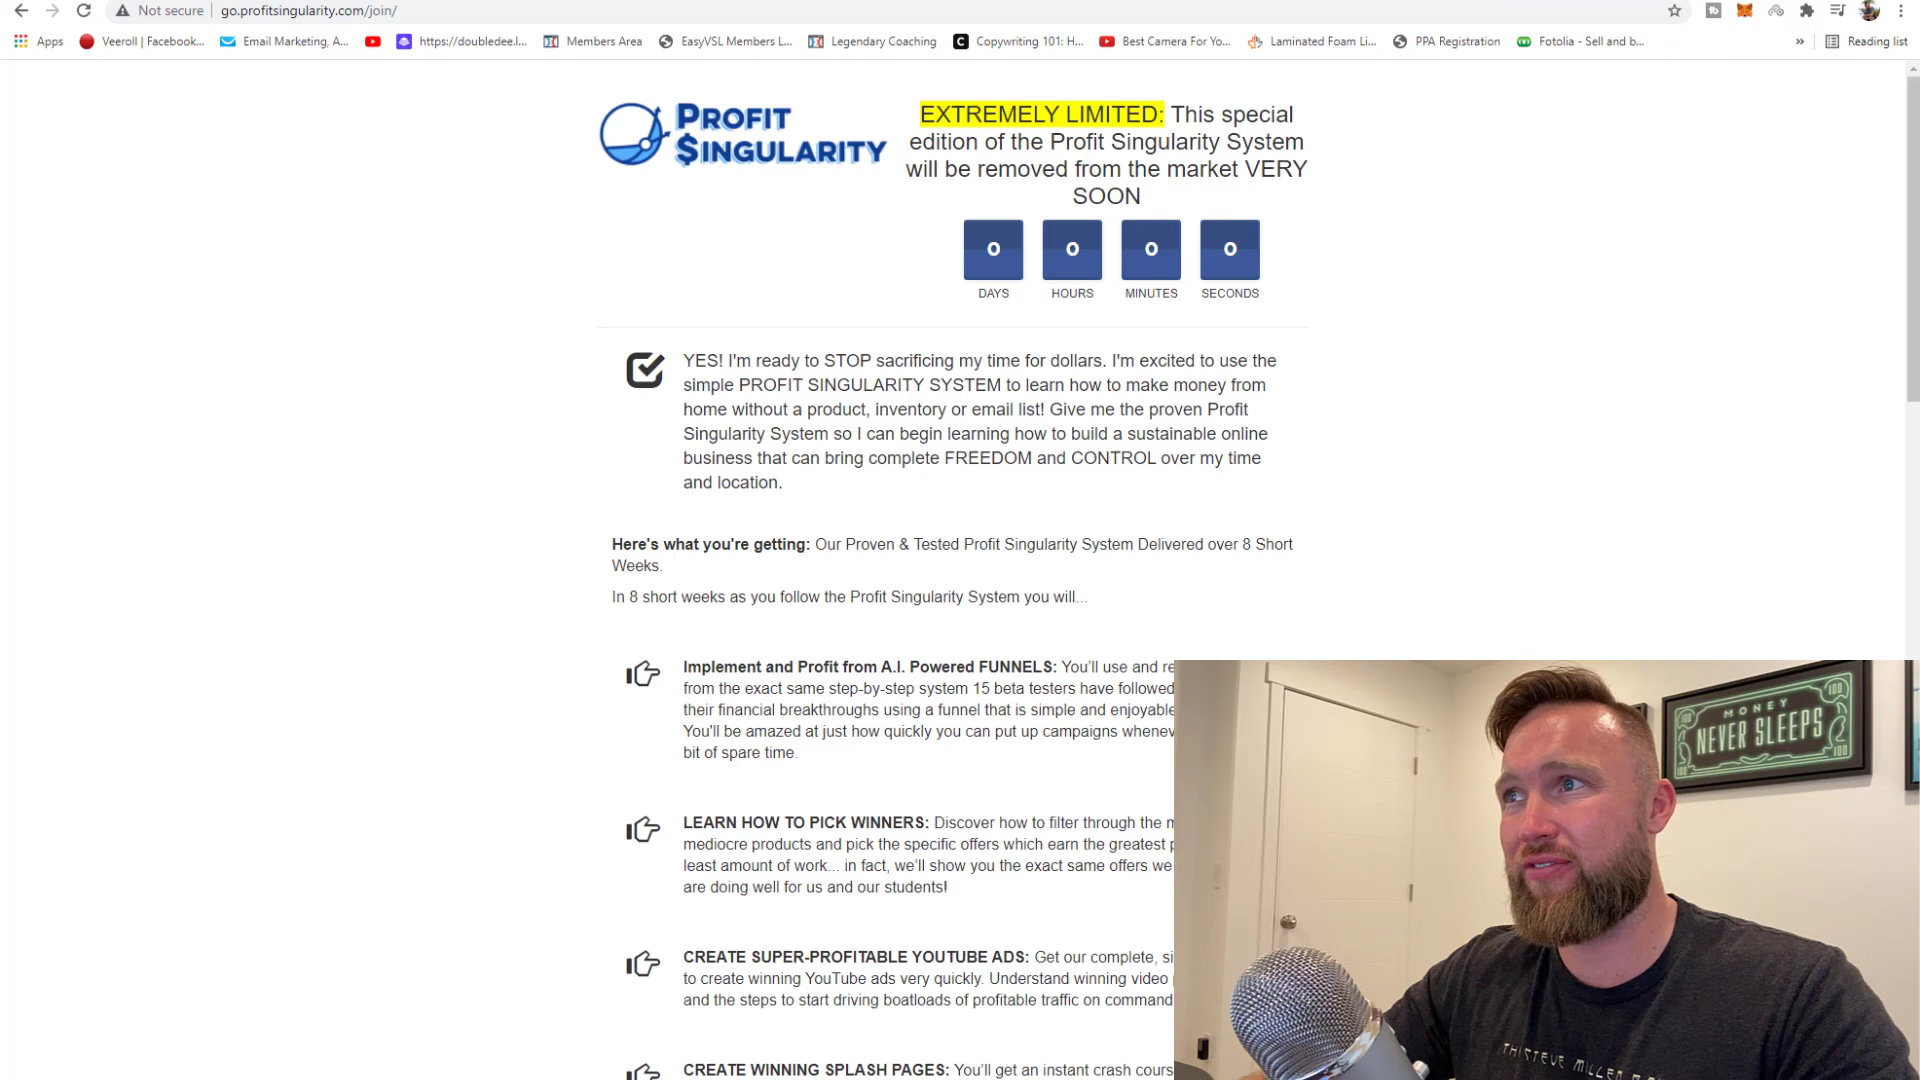 Not secure go.profitsingularity.com/join/
Apps Veeroll | Facebook... Email Marketing, A... https://doubledee.l... Members Area EasyVSL Members L... Legendary Coaching Copywriting 101: H... Best Camera For Yo... Laminated Foam Li... PPA Registration Fotolia - Sell and b... » Reading list
PROFIT
$INGULARITY
EXTREMELY LIMITED: This special
edition of the Profit Singularity System
will be removed from the market VERY
SOON
0 0 0 0
DAYS HOURS MINUTES SECONDS
YES! I'm ready to STOP sacrificing my time for dollars. I'm excited to use the
simple PROFIT SINGULARITY SYSTEM to learn how to make money from
home without a product, inventory or email list! Give me the proven Profit
Singularity System so I can begin learning how to build a sustainable online
business that can bring complete FREEDOM and CONTROL over my time
and location.
Here's what you're getting: Our Proven & Tested Profit Singularity System Delivered over 8 Short
Weeks.
In 8 short weeks as you follow the Profit Singularity System you will...
Implement and Profit from A.I. Powered FUNNELS: You'll use and re
from the exact same step-by-step system 15 beta testers have followed
their financial breakthroughs using a funnel that is simple and enjoyable
You'll be amazed at just how quickly you can put up campaigns whenev
bit of spare time.
LEARN HOW TO PICK WINNERS: Discover how to filter through the m
mediocre products and pick the specific offers which earn the greatest p
least amount of work... in fact, we'll show you the exact same offers we
are doing well for us and our students!
CREATE SUPER-PROFITABLE YOUTUBE ADS: Get our complete, si
to create winning YouTube ads very quickly. Understand winning video
and the steps to start driving boatloads of profitable traffic on command
CREATE WINNING SPLASH PAGES: You'll get an instant crash cours
100 MONEY 100
NEVER SLEEPS
100 100
THE STEVE MILLER